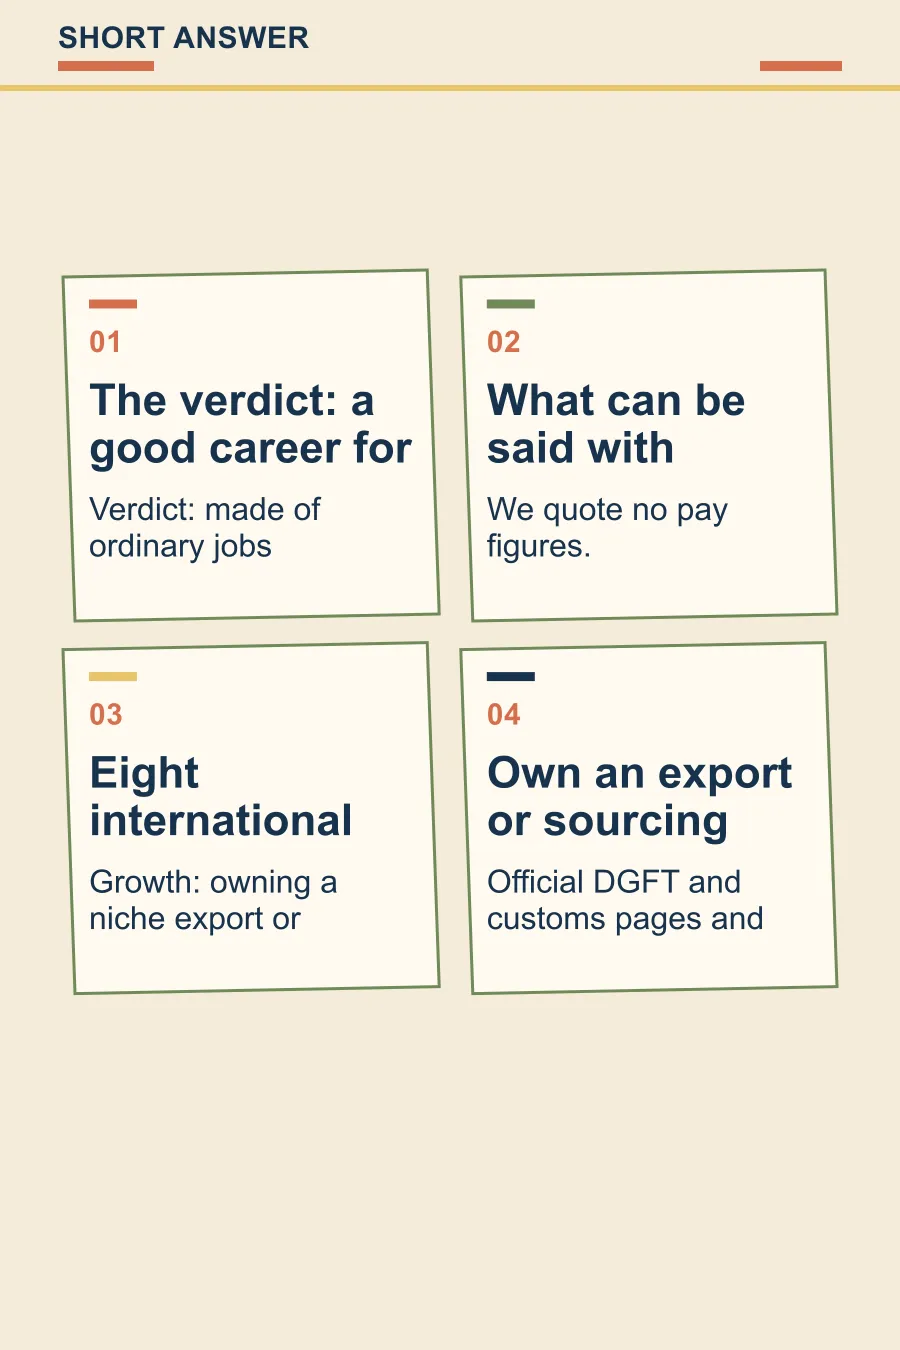 SHORT ANSWER
01
The verdict: a
good career for
Verdict: made of
ordinary jobs
02
What can be
said with
We quote no pay
figures.
03
Eight
international
Growth: owning a
niche export or
04
Own an export
or sourcing
Official DGFT and
customs pages and